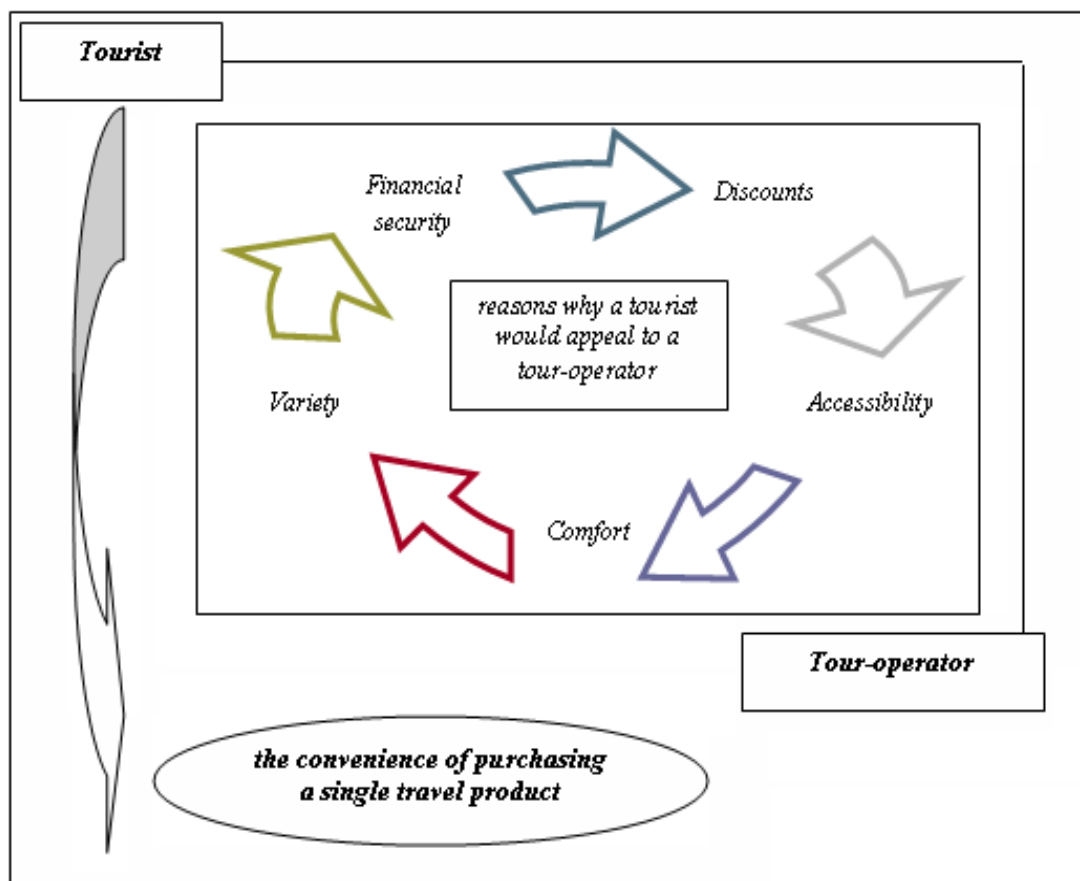 Tourist
Financial
security
Discounts
reasons why a tourist
would appeal to a
tour-operator
Variety
Accessibility
Comfort
Tour-operator
the convenience of purchasing
a single travel product